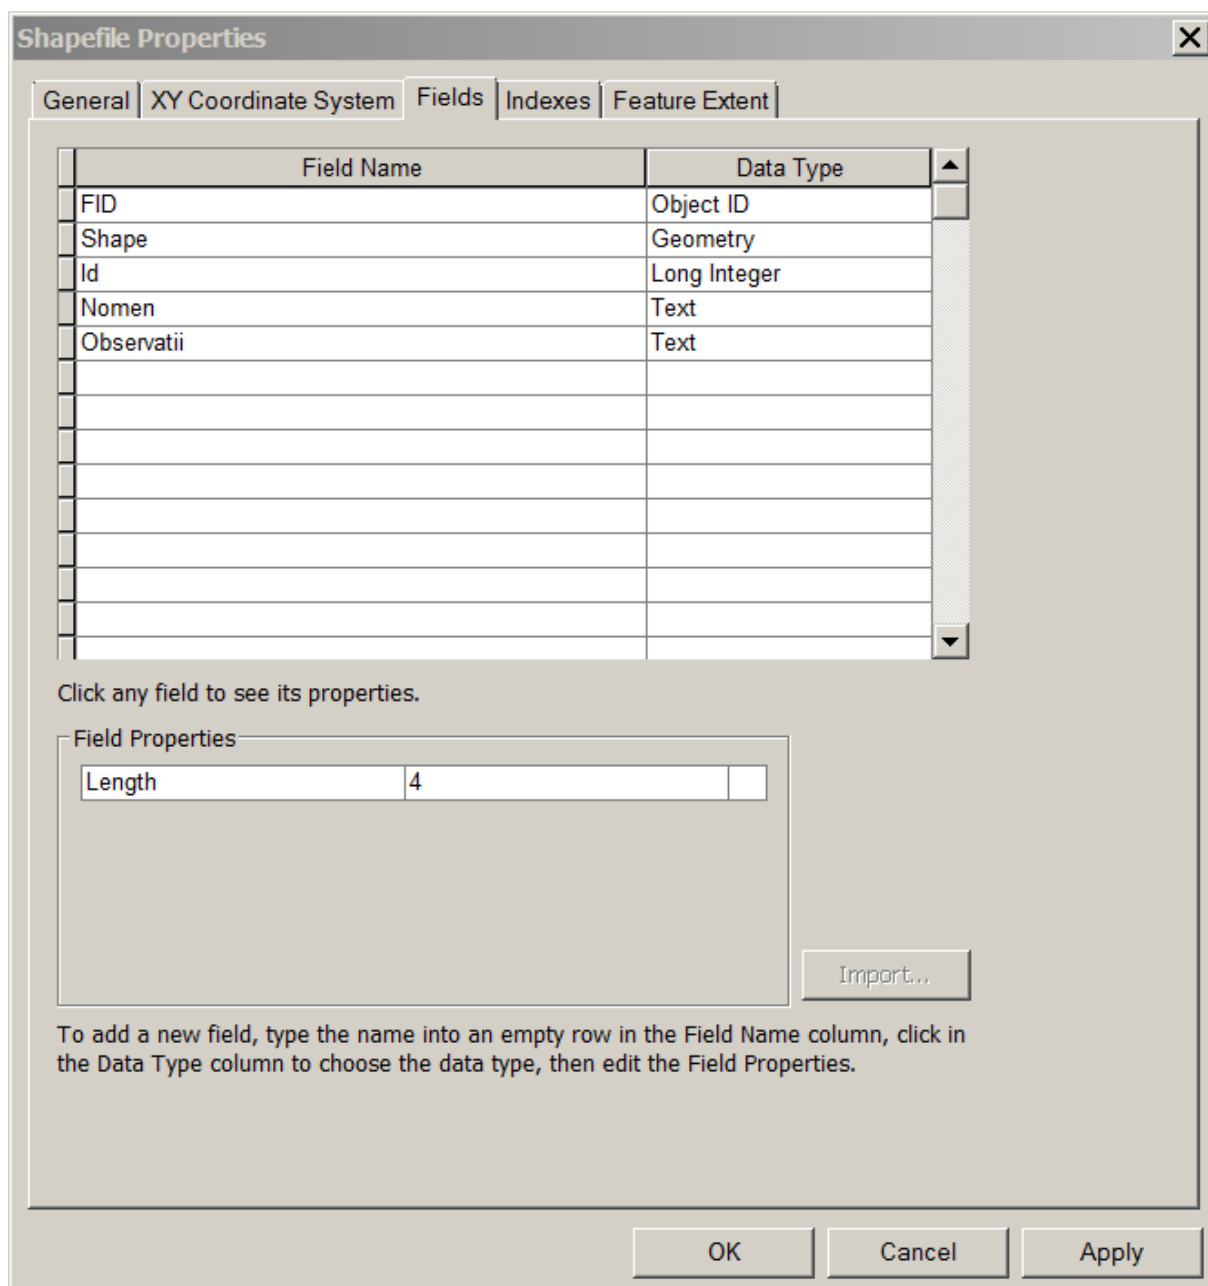 Shapefile Properties
General XY Coordinate System Fields Indexes Feature Extent
Field Name Data Type
FID Object ID
Shape Geometry
Id Long Integer
Nomen Text
Observatii Text
Click any field to see its properties.
Field Properties
Length 4
Import...
To add a new field, type the name into an empty row in the Field Name column, click in
the Data Type column to choose the data type, then edit the Field Properties.
OK Cancel Apply